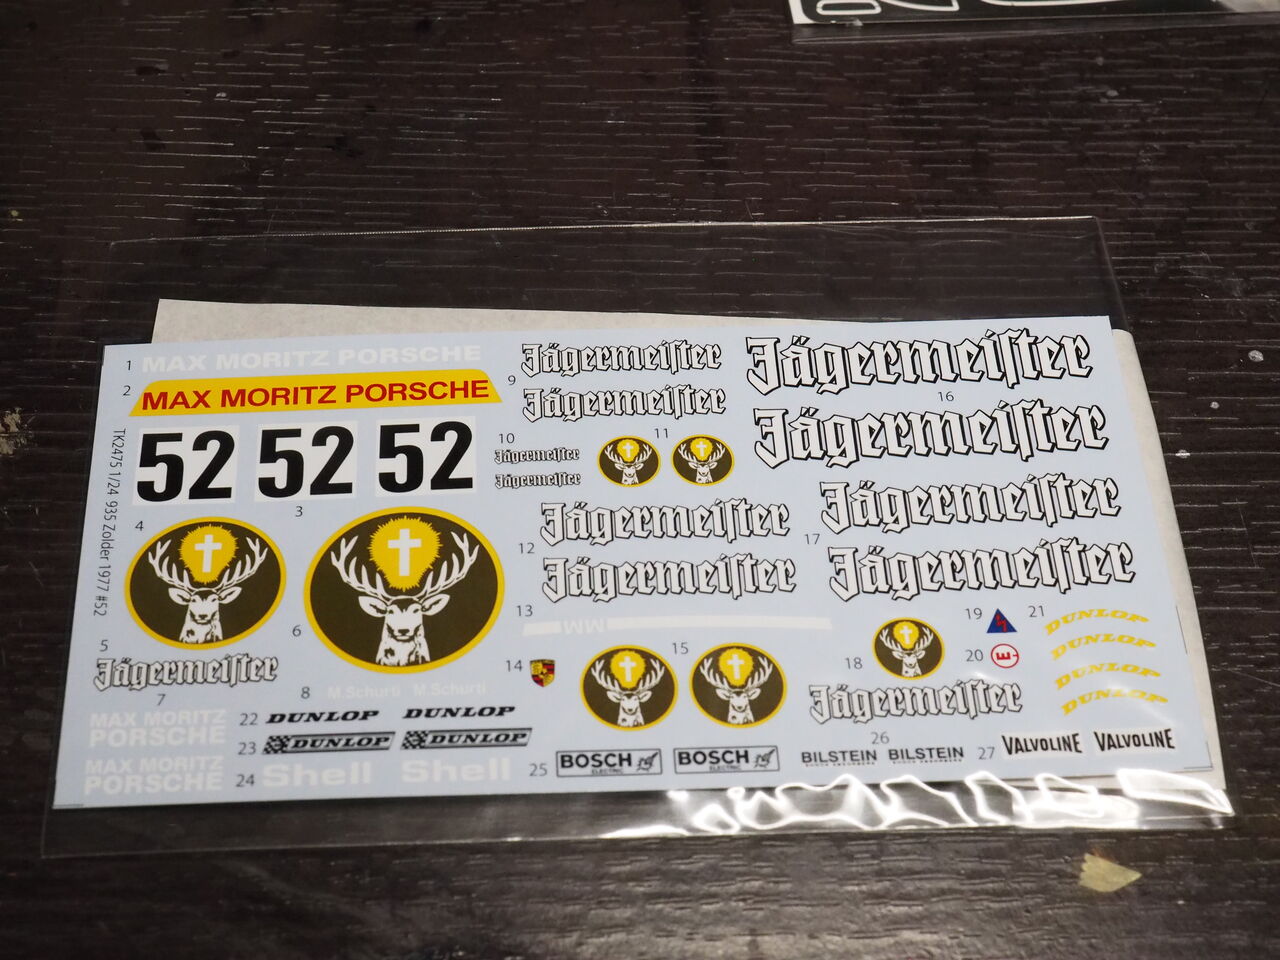 1 MAX MORITZ PORSCHE
2 MAX MORITZ PORSCHE
52 52 52
3
TK2475 1/24 935 Zolder 1977 #52
4
5
Jägermeiſter
6
7
MAX MORITZ
PORSCHE
MAX MORITZ
PORSCHE
8 M.Schurti M.Schurti
9
Jägermeiſter
Jägermeiſter
10
Jägermeiſter
Jägermeiſter
11
12
Jägermeiſter
Jägermeiſter
13
MM
14
15
16
Jägermeiſter
Jägermeiſter
17
Jägermeiſter
Jägermeiſter
18
Jägermeiſter
19
20 E
21
DUNLOP
DUNLOP
DUNLOP
DUNLOP
22 DUNLOP DUNLOP
23 DUNLOP DUNLOP
24 Shell Shell
25 BOSCH ELECTRIC BOSCH ELECTRIC
26
BILSTEIN BILSTEIN
27 VALVOLINE VALVOLINE